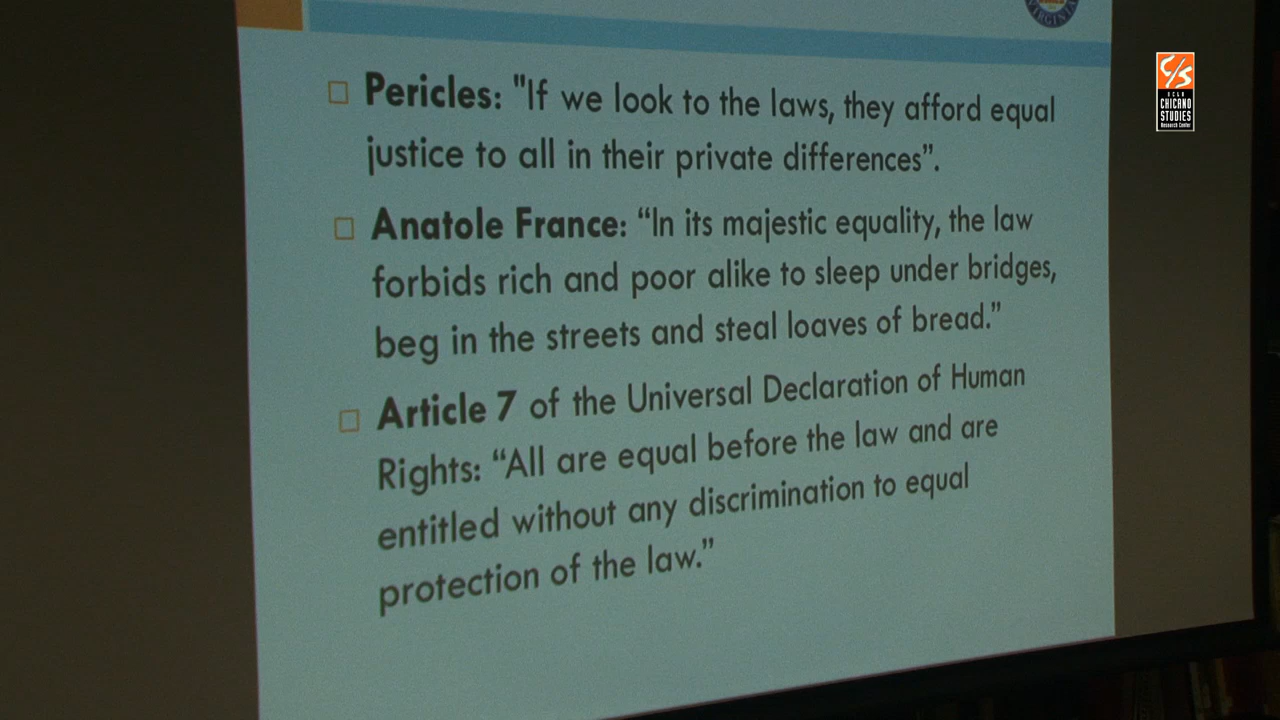 VIRGINIA
Pericles: "If we look to the laws, they afford equal
justice to all in their private differences”.
Anatole France: “In its majestic equality, the law
forbids rich and poor alike to sleep under bridges,
beg in the streets and steal loaves of bread.”
Article 7 of the Universal Declaration of Human
Rights: “All are equal before the law and are
entitled without any discrimination to equal
protection of the law.”
C/S
UCLA
CHICANO
STUDIES
Research Center